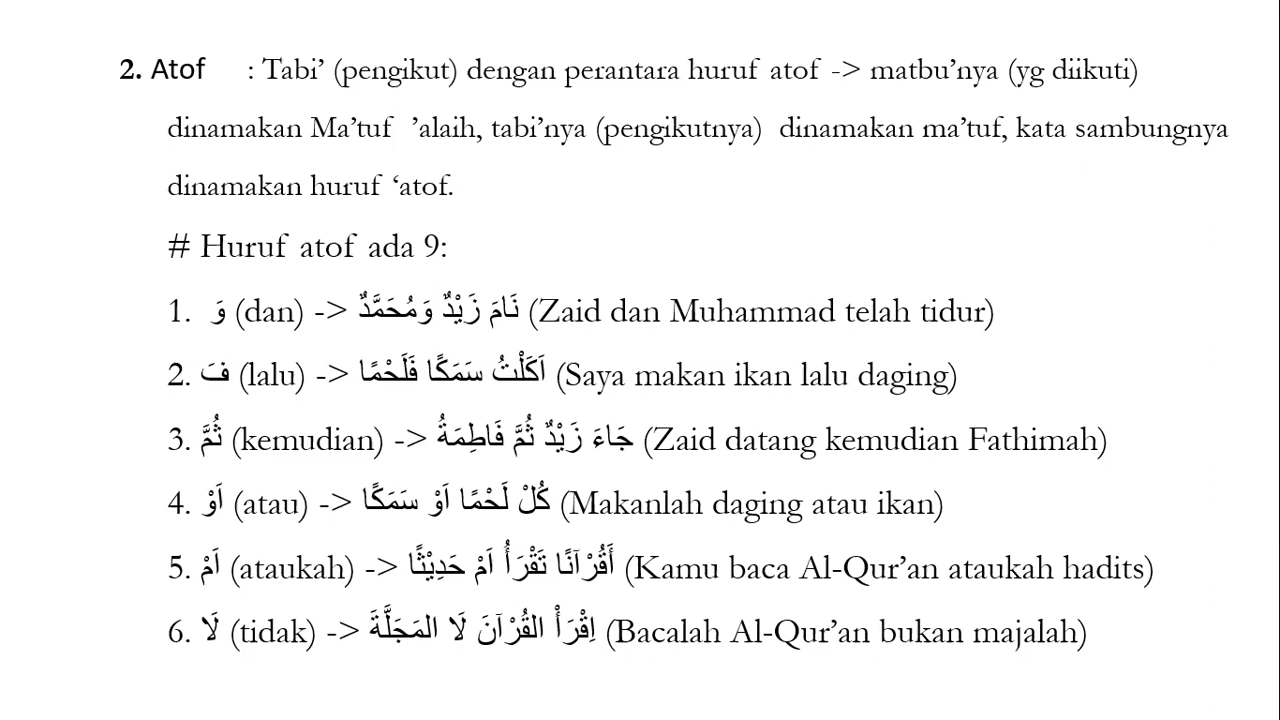 2. Atof : Tabi’ (pengikut) dengan perantara huruf atof -> matbu’nya (yg diikuti)
dinamakan Ma’tuf ’alaih, tabi’nya (pengikutnya) dinamakan ma’tuf, kata sambungnya
dinamakan huruf ‘atof.
# Huruf atof ada 9:
1. وَ (dan) -> نَامَ زَيْدٌ وَمُحَمَّدٌ (Zaid dan Muhammad telah tidur)
2. فَ (lalu) -> اَكَلْتُ سَمَكًا فَلَحْمًا (Saya makan ikan lalu daging)
3. ثُمَّ (kemudian) -> جَاءَ زَيْدٌ ثُمَّ فَاطِمَةُ (Zaid datang kemudian Fathimah)
4. اَوْ (atau) -> كُلْ لَحْمًا اَوْ سَمَكًا (Makanlah daging atau ikan)
5. اَمْ (ataukah) -> أَقُرْآنًا تَقْرَأُ اَمْ حَدِيْثًا (Kamu baca Al-Qur’an ataukah hadits)
6. لَا (tidak) -> اِقْرَأْ القُرْآنَ لَا المَجَلَّةَ (Bacalah Al-Qur’an bukan majalah)